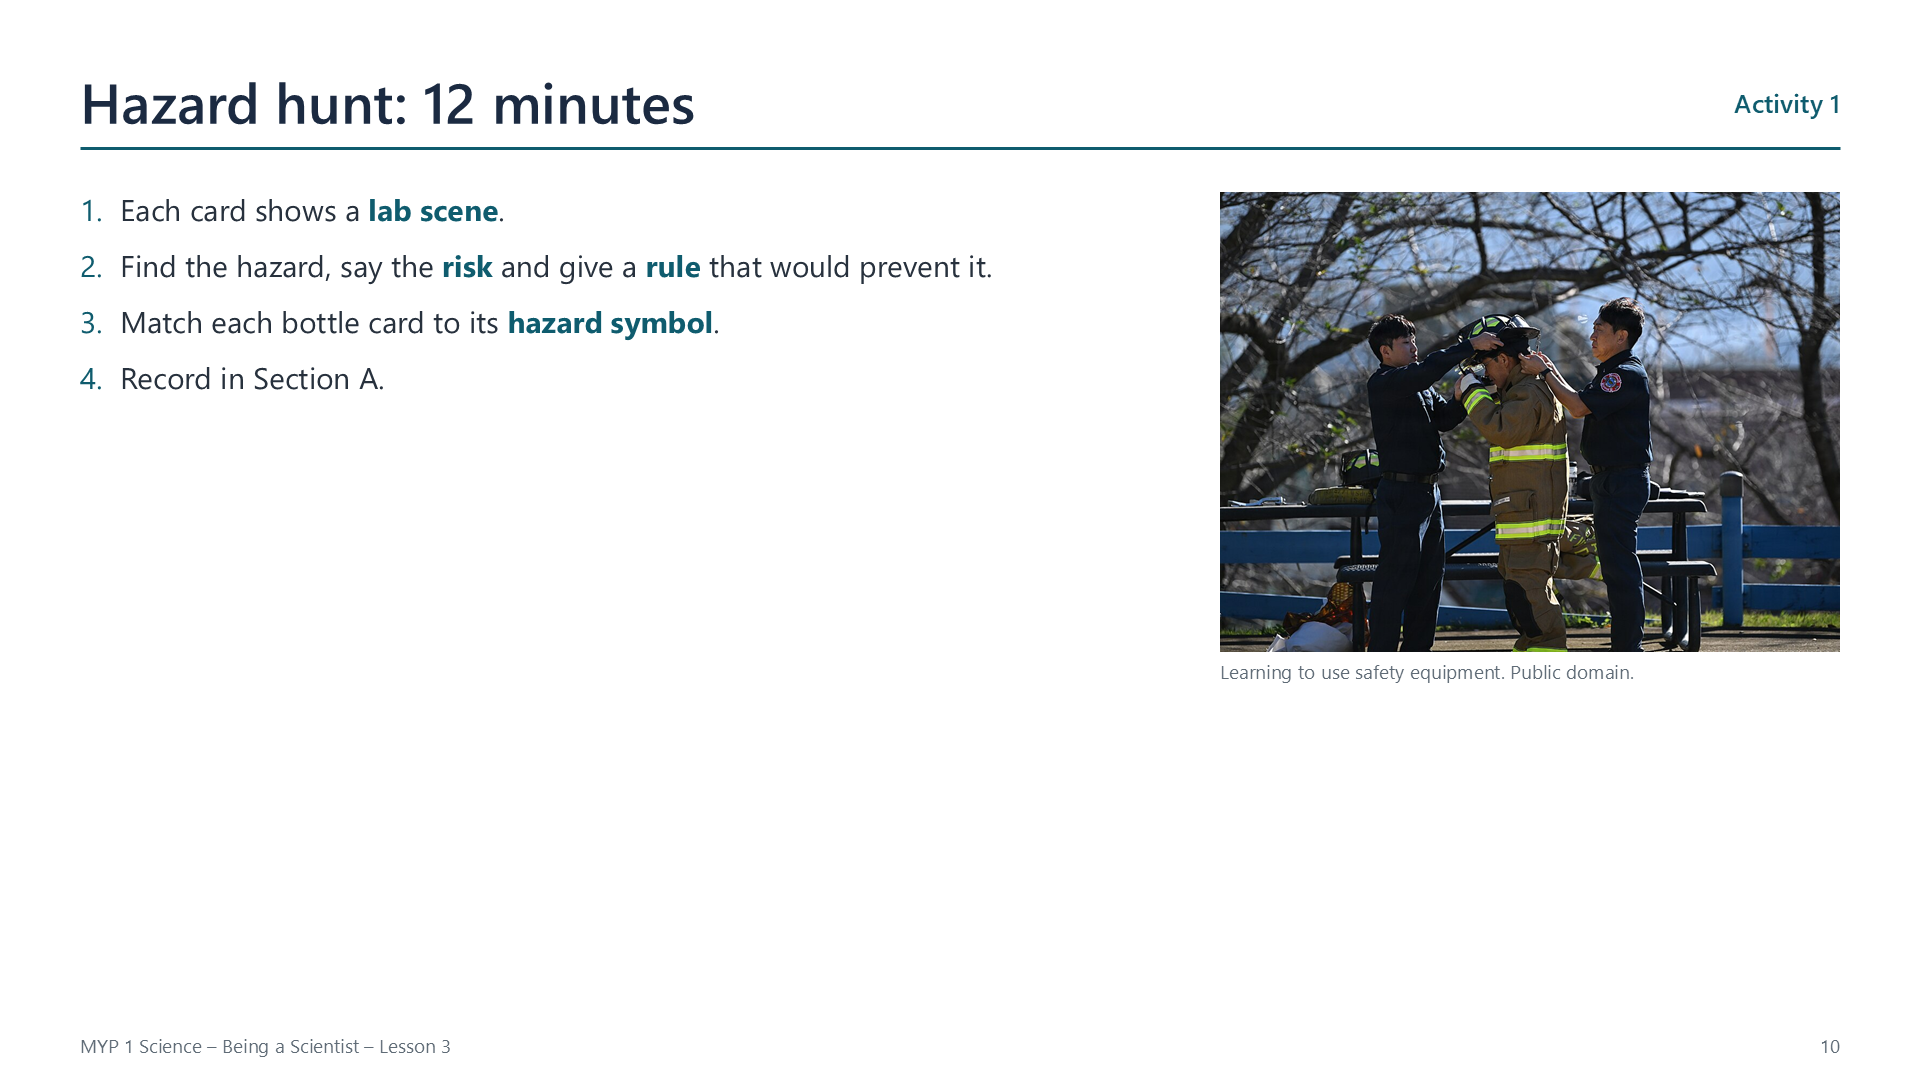 Hazard hunt: 12 minutes
Activity 1
1. Each card shows a lab scene.
2. Find the hazard, say the risk and give a rule that would prevent it.
3. Match each bottle card to its hazard symbol.
4. Record in Section A.
Learning to use safety equipment. Public domain.
MYP 1 Science – Being a Scientist – Lesson 3
10